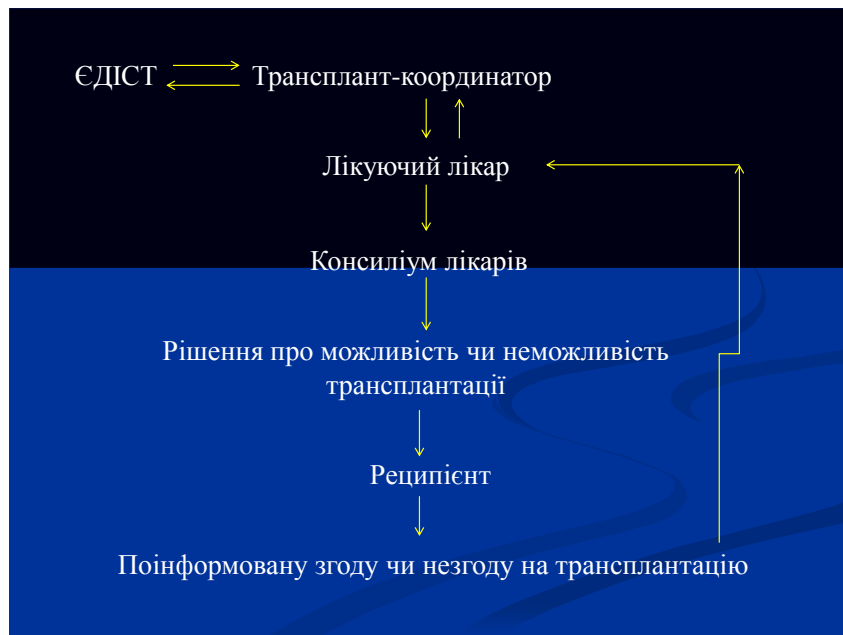 ЄДІСТ Трансплант-координатор
Лікуючий лікар
Консиліум лікарів
Рішення про можливість чи неможливість
трансплантації
Реципієнт
Поінформовану згоду чи незгоду на трансплантацію